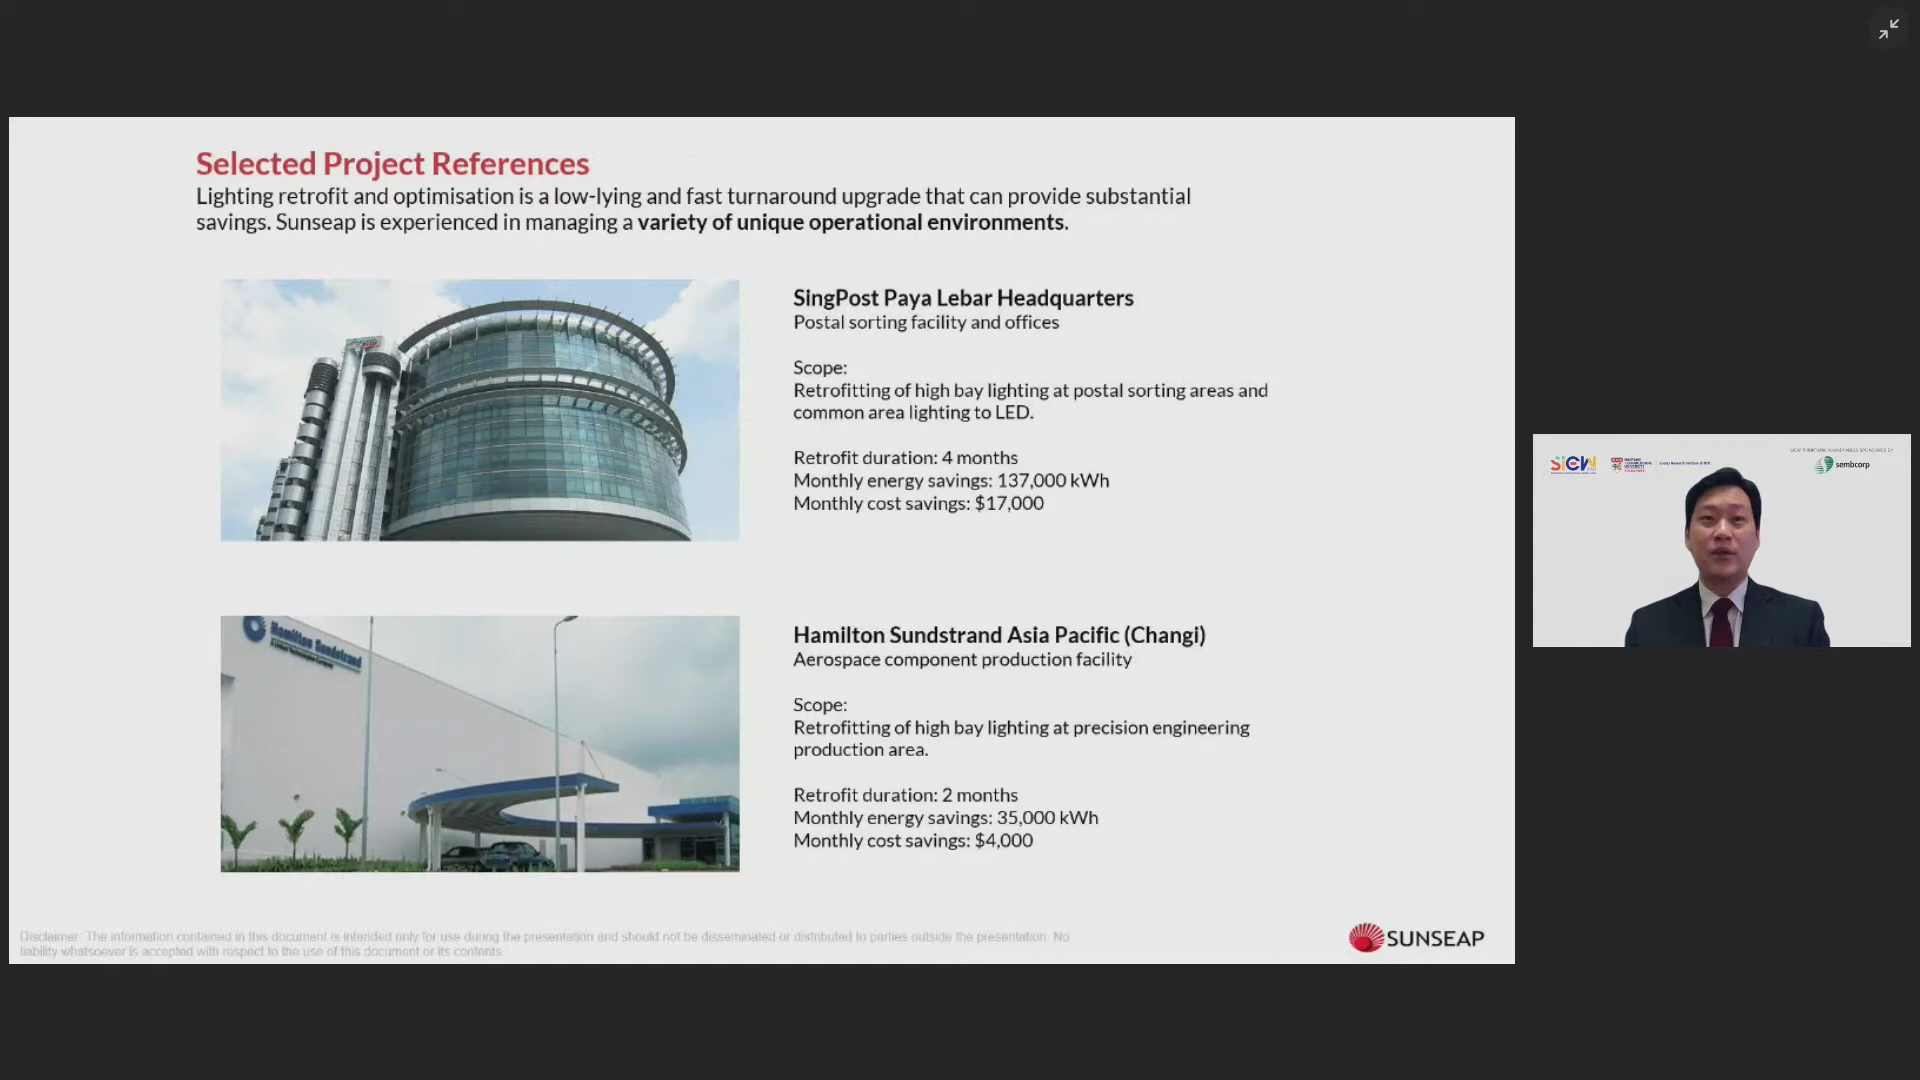 Selected Project References
Lighting retrofit and optimisation is a low-lying and fast turnaround upgrade that can provide substantial
savings. Sunseap is experienced in managing a variety of unique operational environments.
SingPost Paya Lebar Headquarters
Postal sorting facility and offices
Scope:
Retrofitting of high bay lighting at postal sorting areas and
common area lighting to LED.
Retrofit duration: 4 months
Monthly energy savings: 137,000 kWh
Monthly cost savings: $17,000
Hamilton Sundstrand
Hamilton Sundstrand Asia Pacific (Changi)
Aerospace component production facility
Scope:
Retrofitting of high bay lighting at precision engineering
production area.
Retrofit duration: 2 months
Monthly energy savings: 35,000 kWh
Monthly cost savings: $4,000
Disclaimer: The information contained in this document is intended only for use during the presentation and should not be disseminated or distributed to parties outside the presentation. No
liability whatsoever is accepted with respect to the use of this document or its contents.
SUNSEAP
SIEW
sembcorp